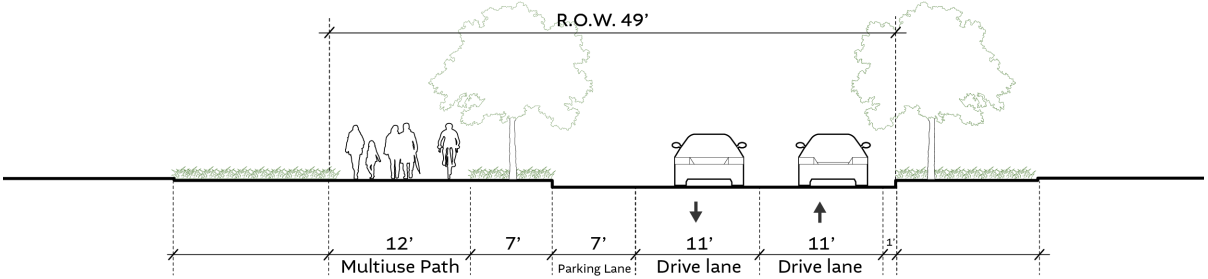 R.O.W. 49’
12’ 7’ 7’ 11’ 11’ 1’
Multiuse Path Parking Lane Drive lane Drive lane